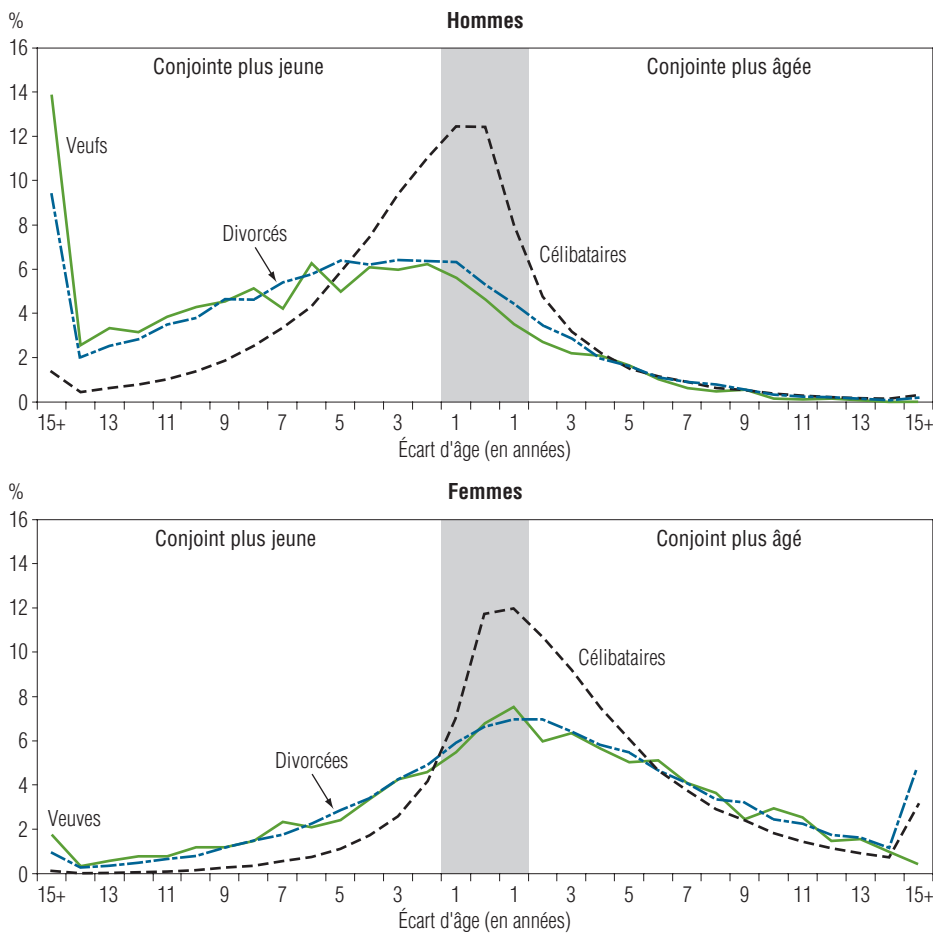 Hommes
%
16
Conjointe plus jeune Conjointe plus âgée
14
Veufs
12
10
8
Divorcés
Célibataires
6
4
2
0
15+ 13 11 9 7 5 3 1 1 3 5 7 9 11 13 15+
Écart d'âge (en années)
Femmes
%
16
Conjoint plus jeune Conjoint plus âgé
14
12
10
Célibataires
8
6
Divorcées
4
Veuves
2
0
15+ 13 11 9 7 5 3 1 1 3 5 7 9 11 13 15+
Écart d'âge (en années)